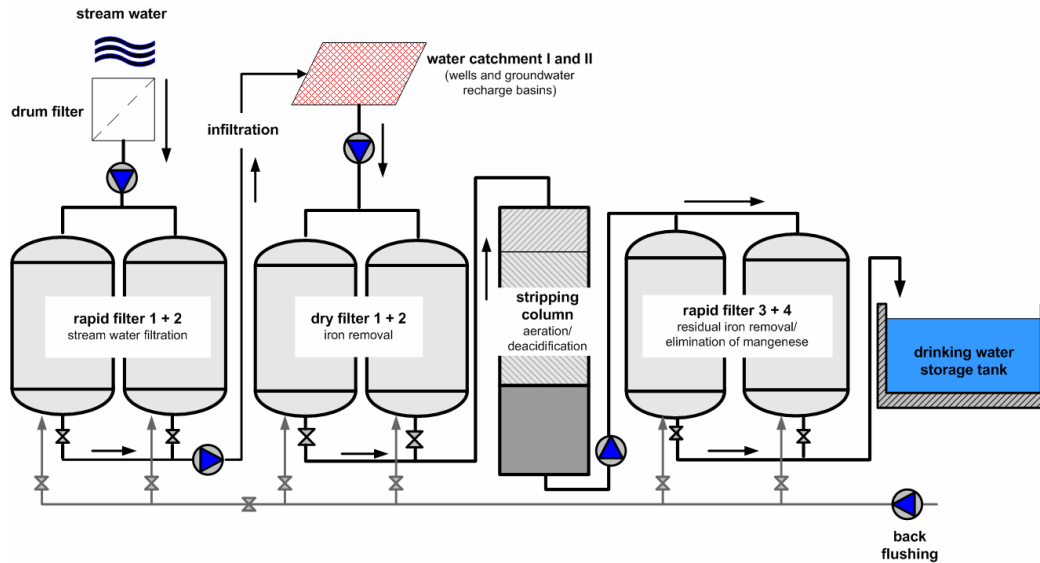 stream water
drum filter
infiltration
water catchment I and II
(wells and groundwater
recharge basins)
rapid filter 1 + 2
stream water filtration
dry filter 1 + 2
iron removal
stripping
column
aeration/
deacidification
rapid filter 3 + 4
residual iron removal/
elimination of mangenese
drinking water
storage tank
back
flushing